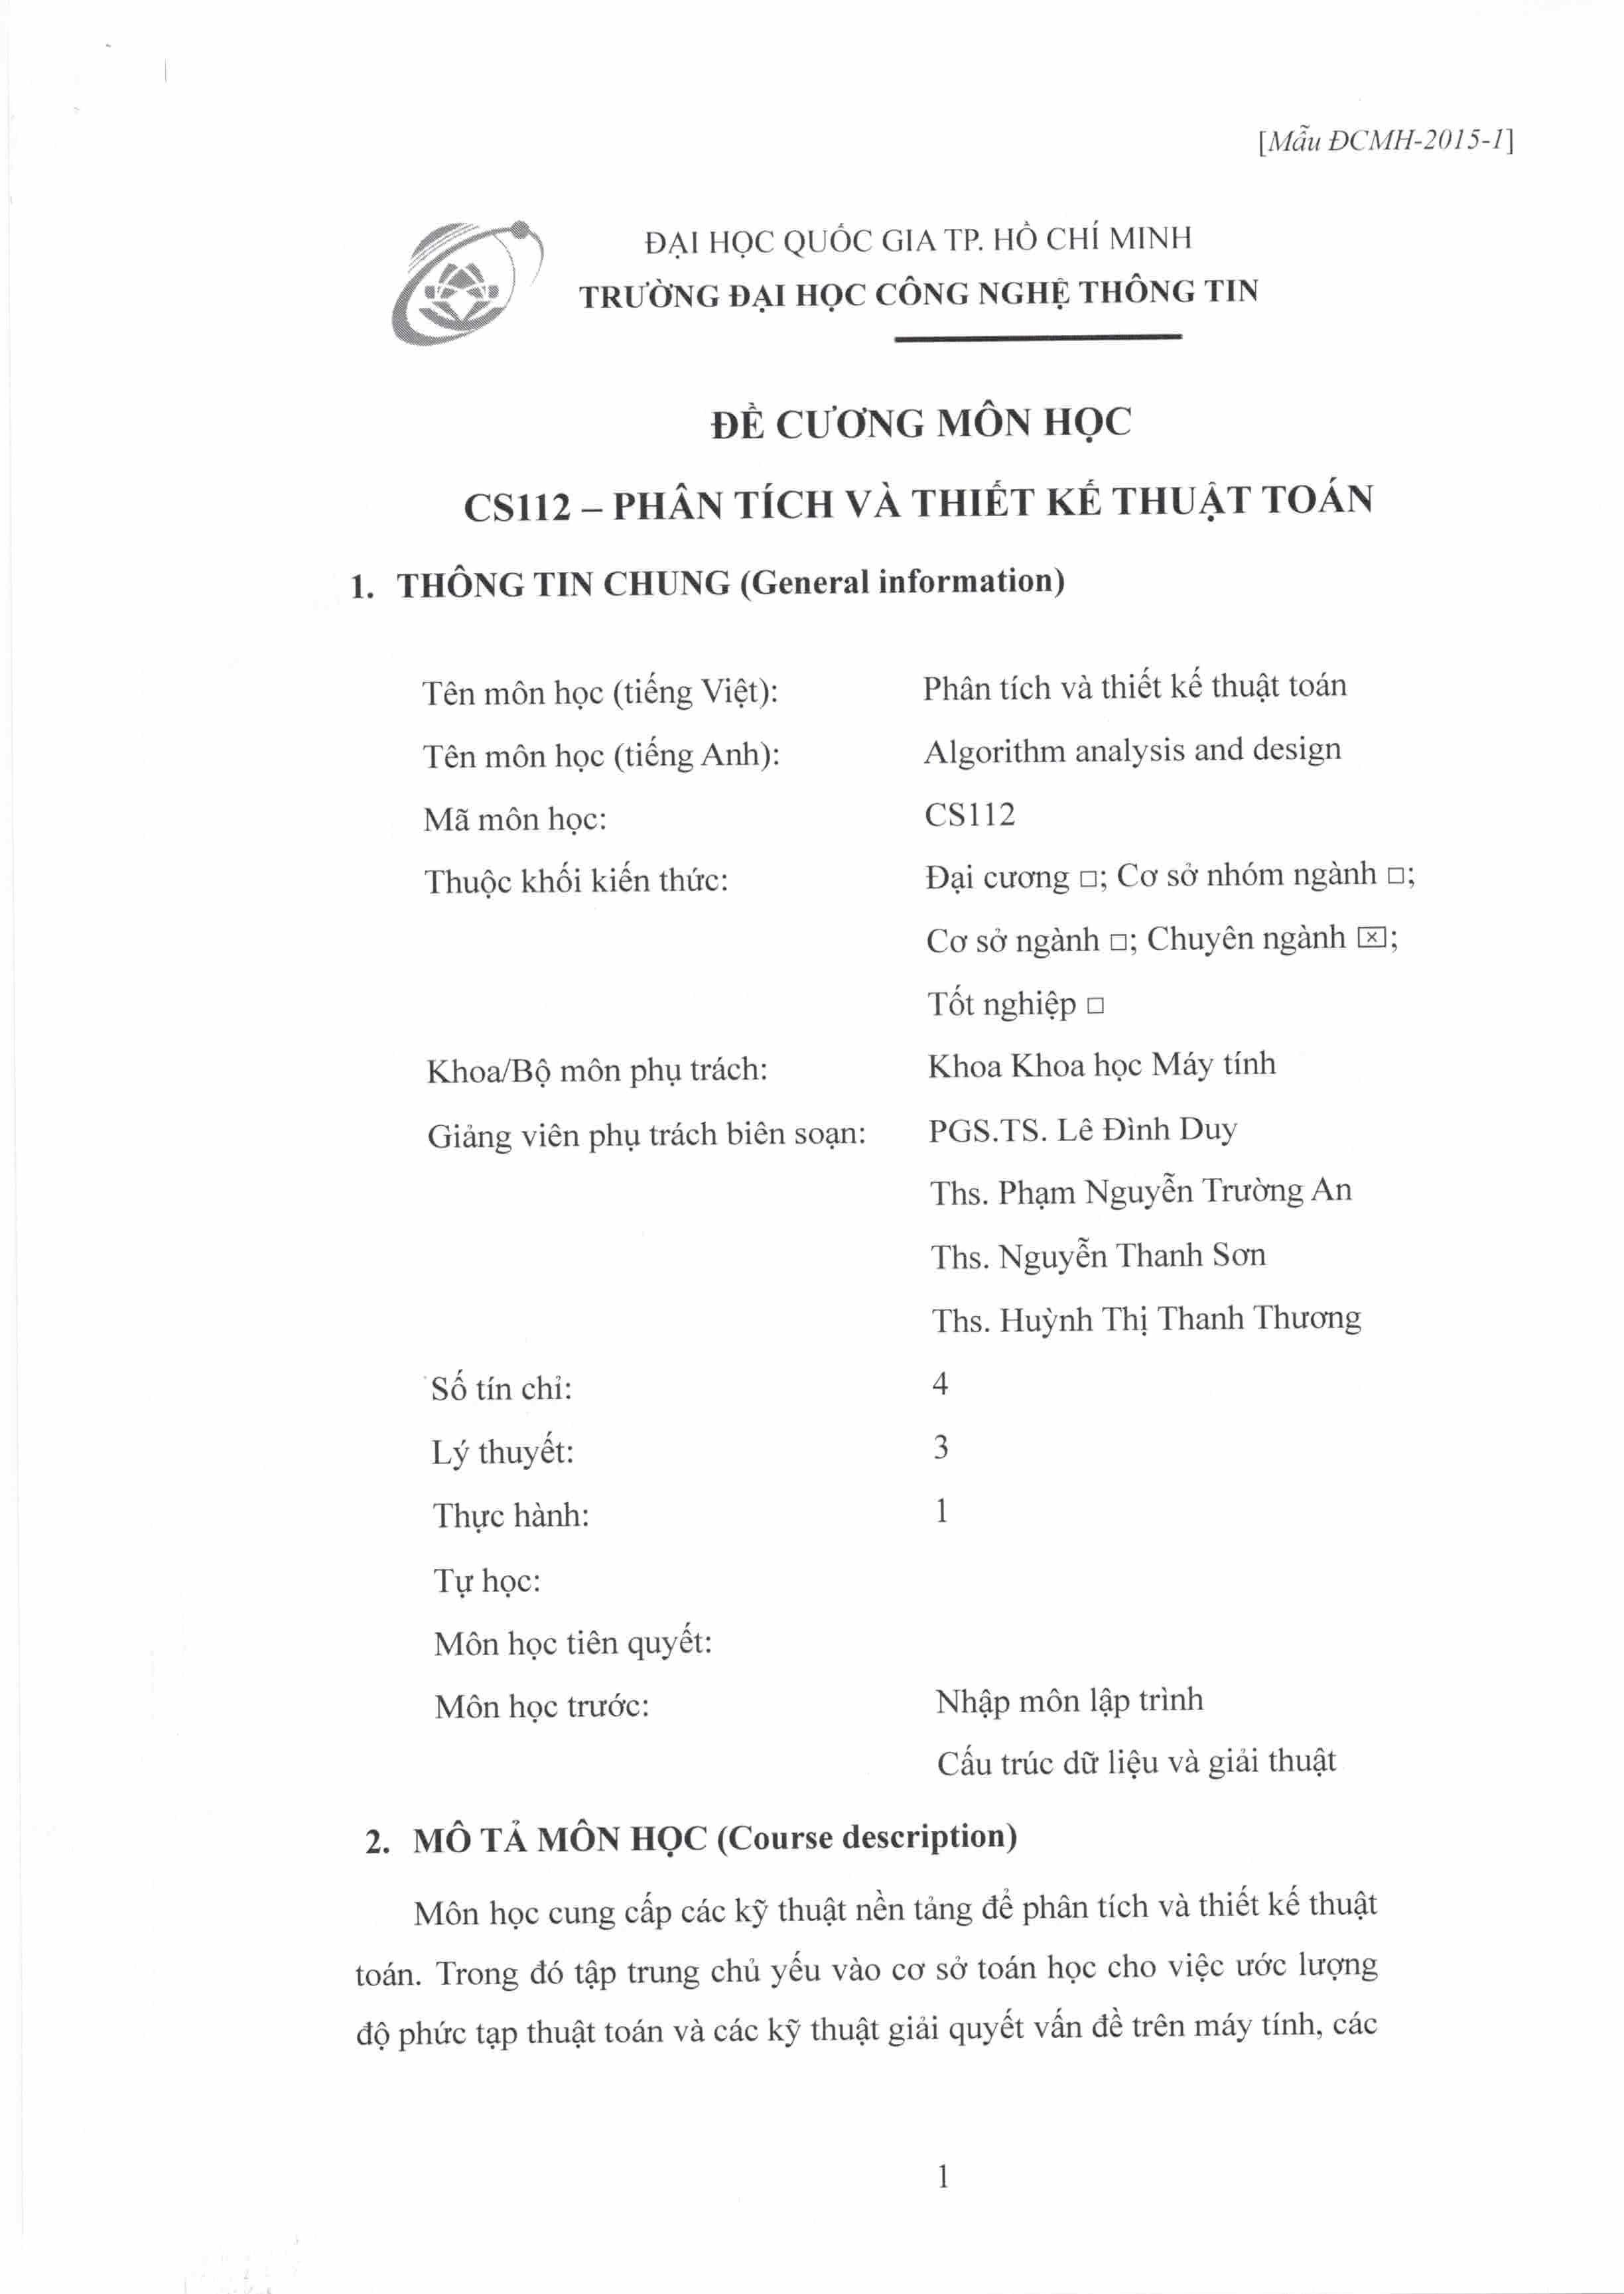 [Mẫu ĐCMH-2015-1]
ĐẠI HỌC QUỐC GIA TP. HỒ CHÍ MINH
TRƯỜNG ĐẠI HỌC CÔNG NGHỆ THÔNG TIN
ĐỀ CƯƠNG MÔN HỌC
CS112 – PHÂN TÍCH VÀ THIẾT KẾ THUẬT TOÁN
1. THÔNG TIN CHUNG (General information)
Tên môn học (tiếng Việt): Phân tích và thiết kế thuật toán
Tên môn học (tiếng Anh): Algorithm analysis and design
Mã môn học: CS112
Thuộc khối kiến thức: Đại cương □; Cơ sở nhóm ngành □;
Cơ sở ngành □; Chuyên ngành ☒;
Tốt nghiệp □
Khoa/Bộ môn phụ trách: Khoa Khoa học Máy tính
Giảng viên phụ trách biên soạn: PGS.TS. Lê Đình Duy
Ths. Phạm Nguyễn Trường An
Ths. Nguyễn Thanh Sơn
Ths. Huỳnh Thị Thanh Thương
Số tín chỉ: 4
Lý thuyết: 3
Thực hành: 1
Tự học:
Môn học tiên quyết:
Môn học trước: Nhập môn lập trình
Cấu trúc dữ liệu và giải thuật
2. MÔ TẢ MÔN HỌC (Course description)
Môn học cung cấp các kỹ thuật nền tảng để phân tích và thiết kế thuật
toán. Trong đó tập trung chủ yếu vào cơ sở toán học cho việc ước lượng
độ phức tạp thuật toán và các kỹ thuật giải quyết vấn đề trên máy tính, các
1